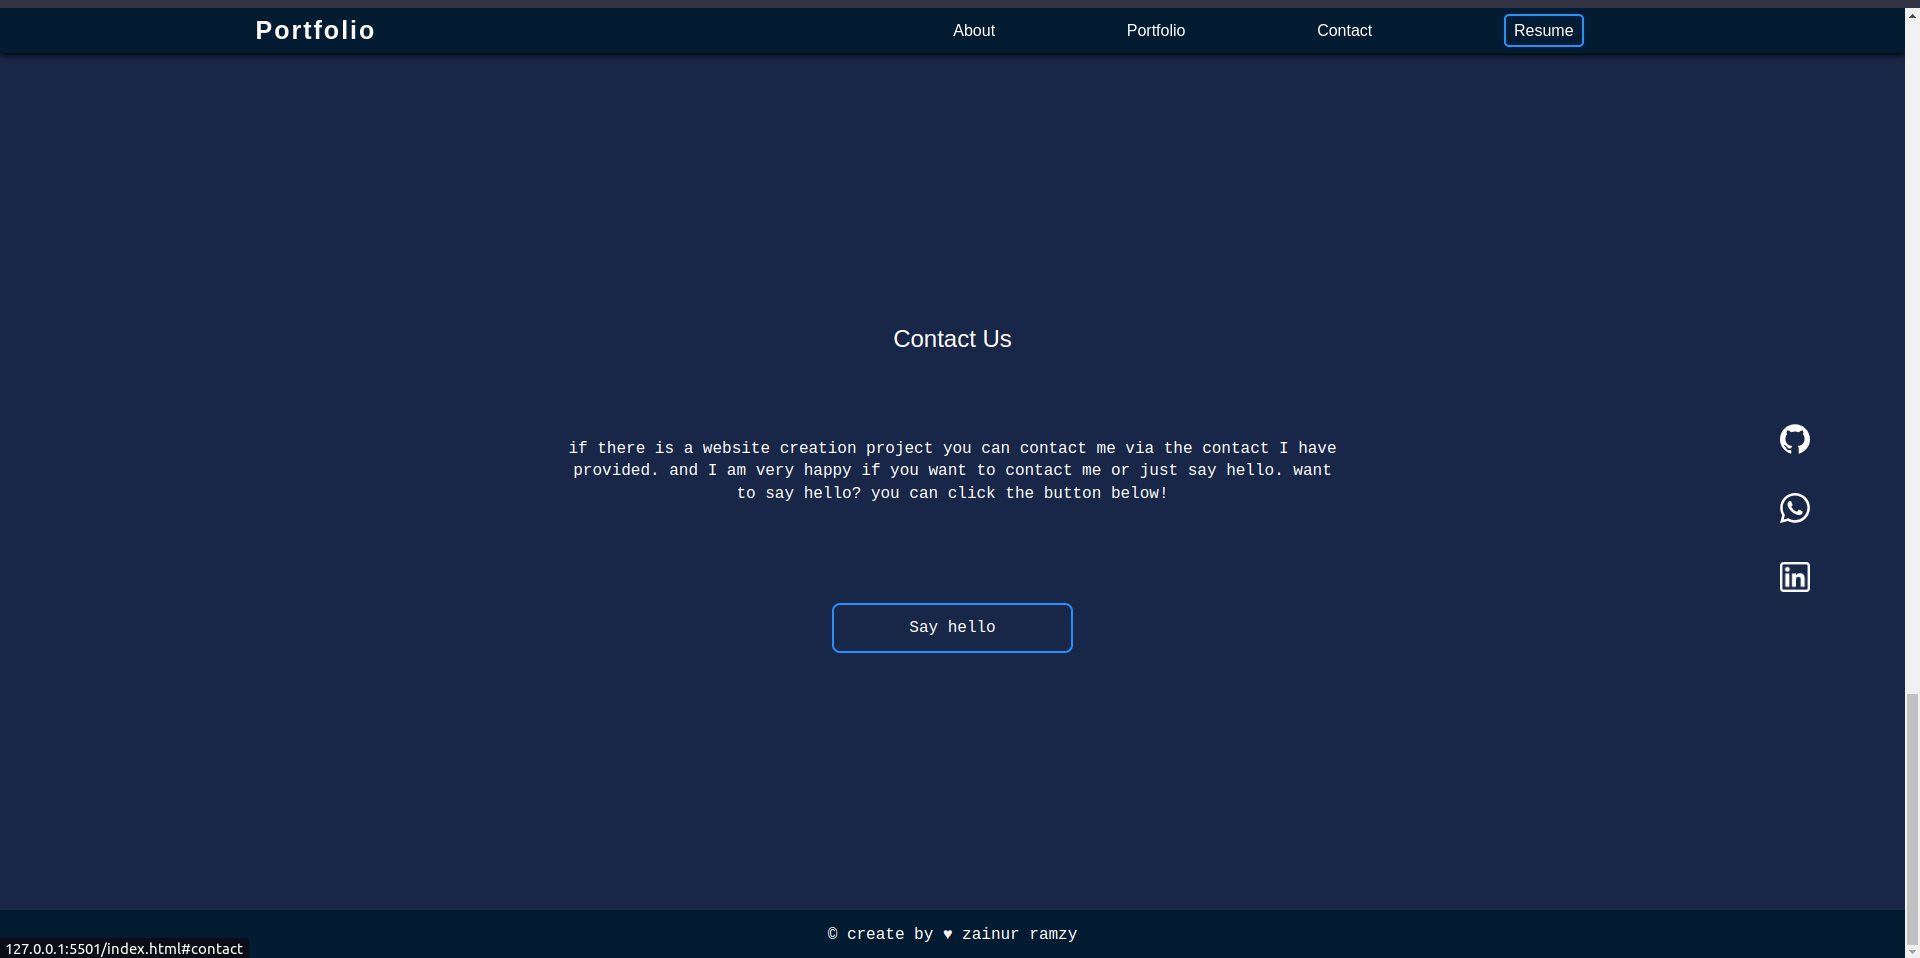 Portfolio
About
Portfolio
Contact
Resume
Contact Us
if there is a website creation project you can contact me via the contact I have
provided. and I am very happy if you want to contact me or just say hello. want
to say hello? you can click the button below!
in
Say hello
© create by ♥ zainur ramzy
127.0.0.1:5501/index.html#contact